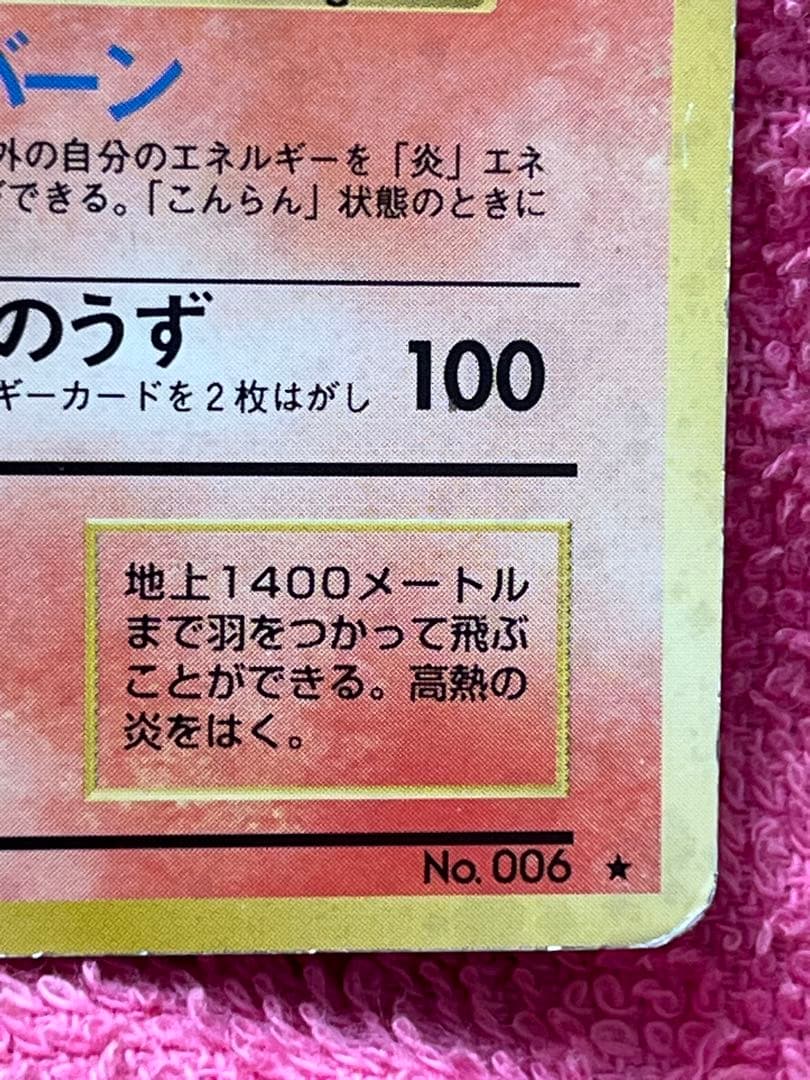 バーン
外の自分のエネルギーを「炎」エネ
できる。「こんらん」状態のときに
のうず
100
ギーカードを2枚はがし
地上1400メートル
まで羽をつかって飛ぶ
ことができる。高熱の
炎をはく。
No. 006 ★